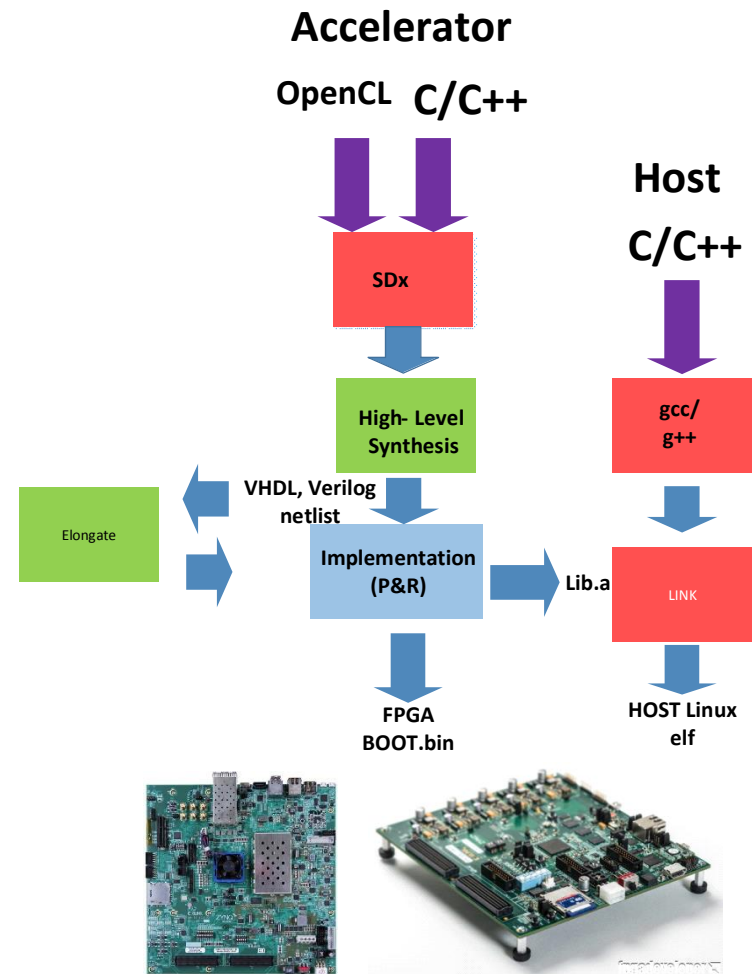 Accelerator
OpenCL C/C++
Host
C/C++
SDx
High- Level
Synthesis
gcc/
g++
VHDL, Verilog
netlist
Elongate
Implementation
(P&R)
Lib.a
LINK
FPGA
BOOT.bin
HOST Linux
elf